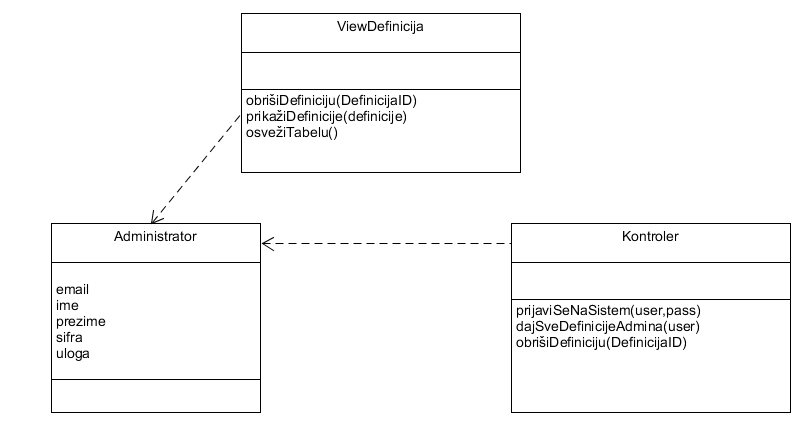 ViewDefinicija
obrišiDefiniciju(DefinicijaID)
prikažiDefinicije(definicije)
osvežiTabelu()
Administrator
email
ime
prezime
sifra
uloga
Kontroler
prijaviSeNaSistem(user,pass)
dajSveDefinicijeAdmina(user)
obrišiDefiniciju(DefinicijaID)